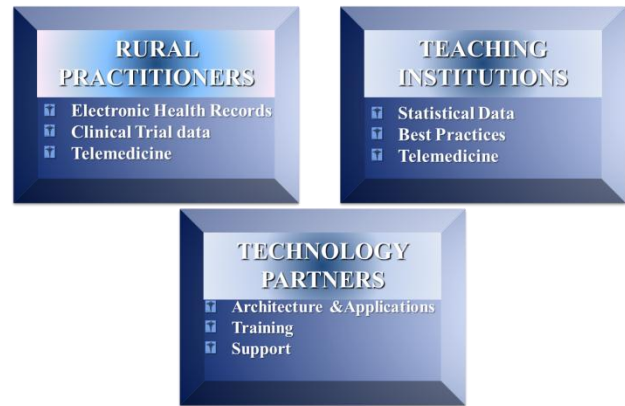 RURAL
PRACTITIONERS
Electronic Health Records
Clinical Trial data
Telemedicine
TEACHING
INSTITUTIONS
Statistical Data
Best Practices
Telemedicine
TECHNOLOGY
PARTNERS
Architecture &Applications
Training
Support